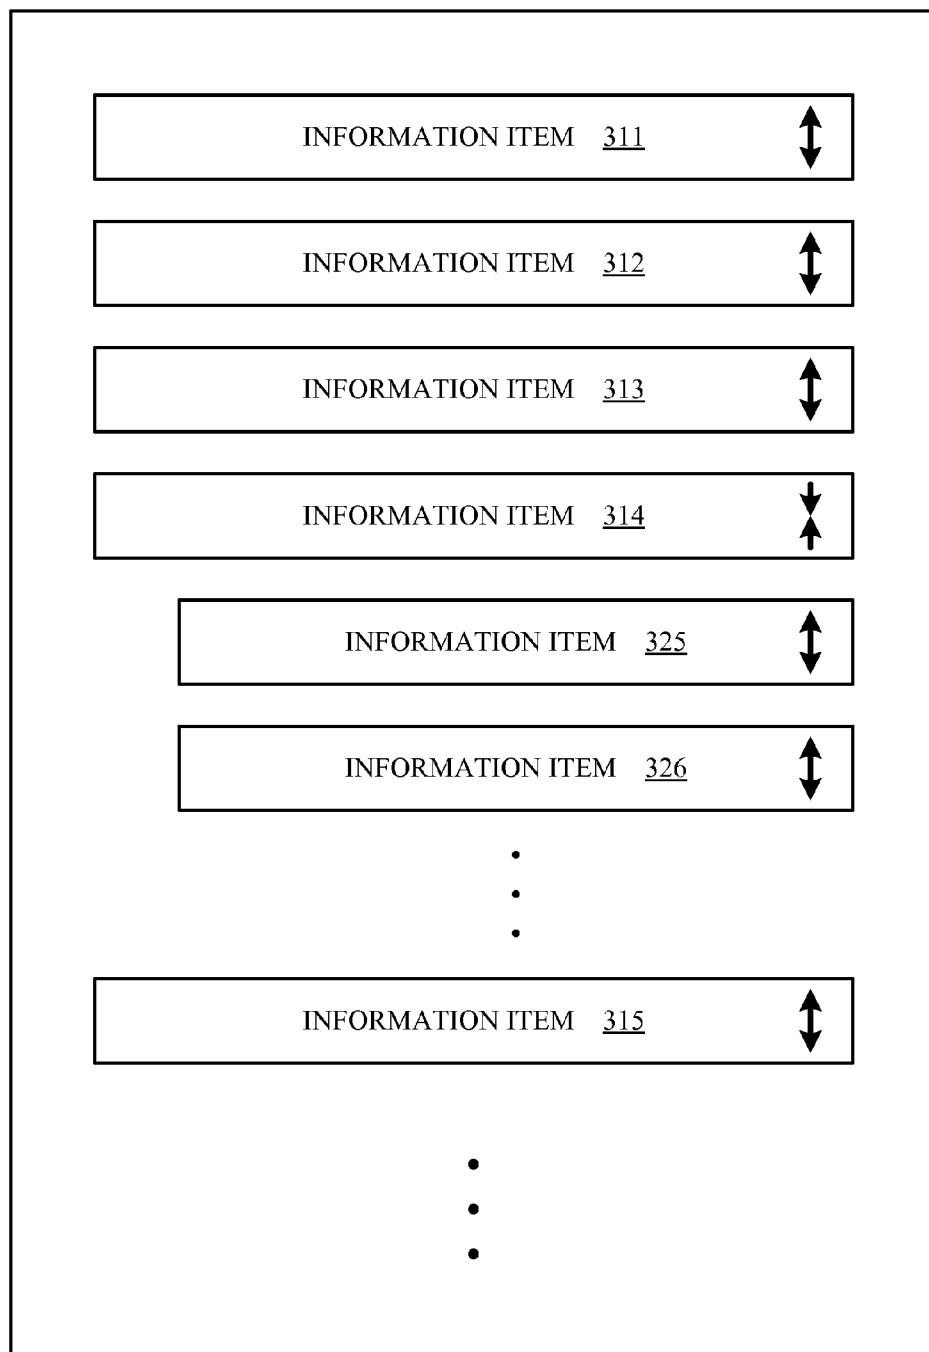 INFORMATION ITEM 311
INFORMATION ITEM 312
INFORMATION ITEM 313
INFORMATION ITEM 314
INFORMATION ITEM 325
INFORMATION ITEM 326
INFORMATION ITEM 315